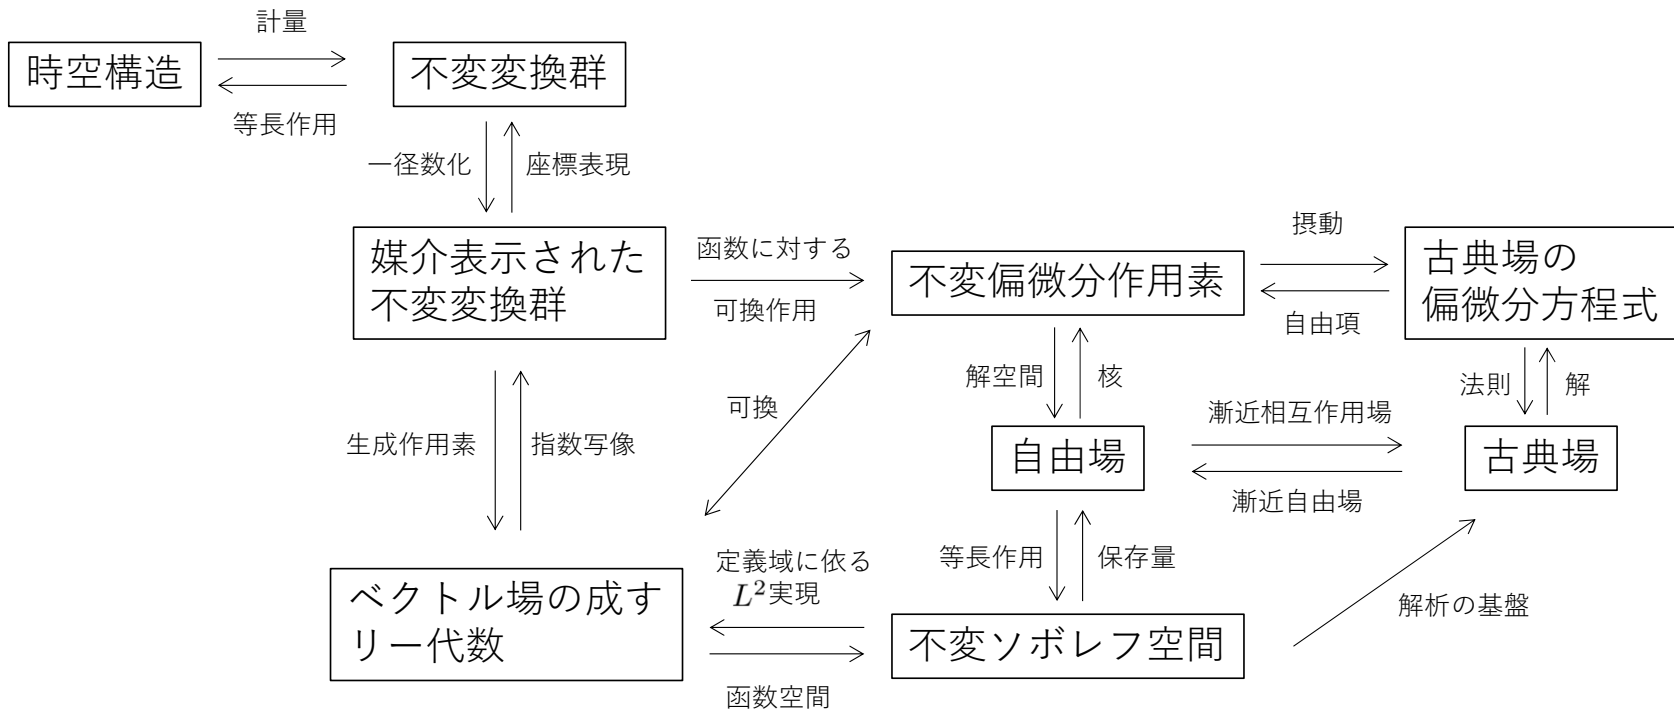 計量
時空構造
不変変換群
等長作用
一径数化
座標表現
媒介表示された
不変変換群
函数に対する
可換作用
不変偏微分作用素
摂動
自由項
古典場の
偏微分方程式
解空間
核
法則
解
可換
漸近相互作用場
自由場
古典場
漸近自由場
生成作用素
指数写像
等長作用
保存量
定義域に依る
L²実現
ベクトル場の成す
リー代数
函数空間
不変ソボレフ空間
解析の基盤